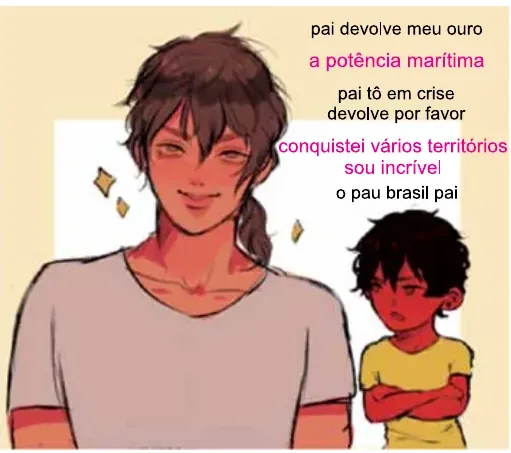 pai devolve meu ouro
a potência marítima
pai tô em crise
devolve por favor
conquistei vários territórios
sou incrível
o pau brasil pai